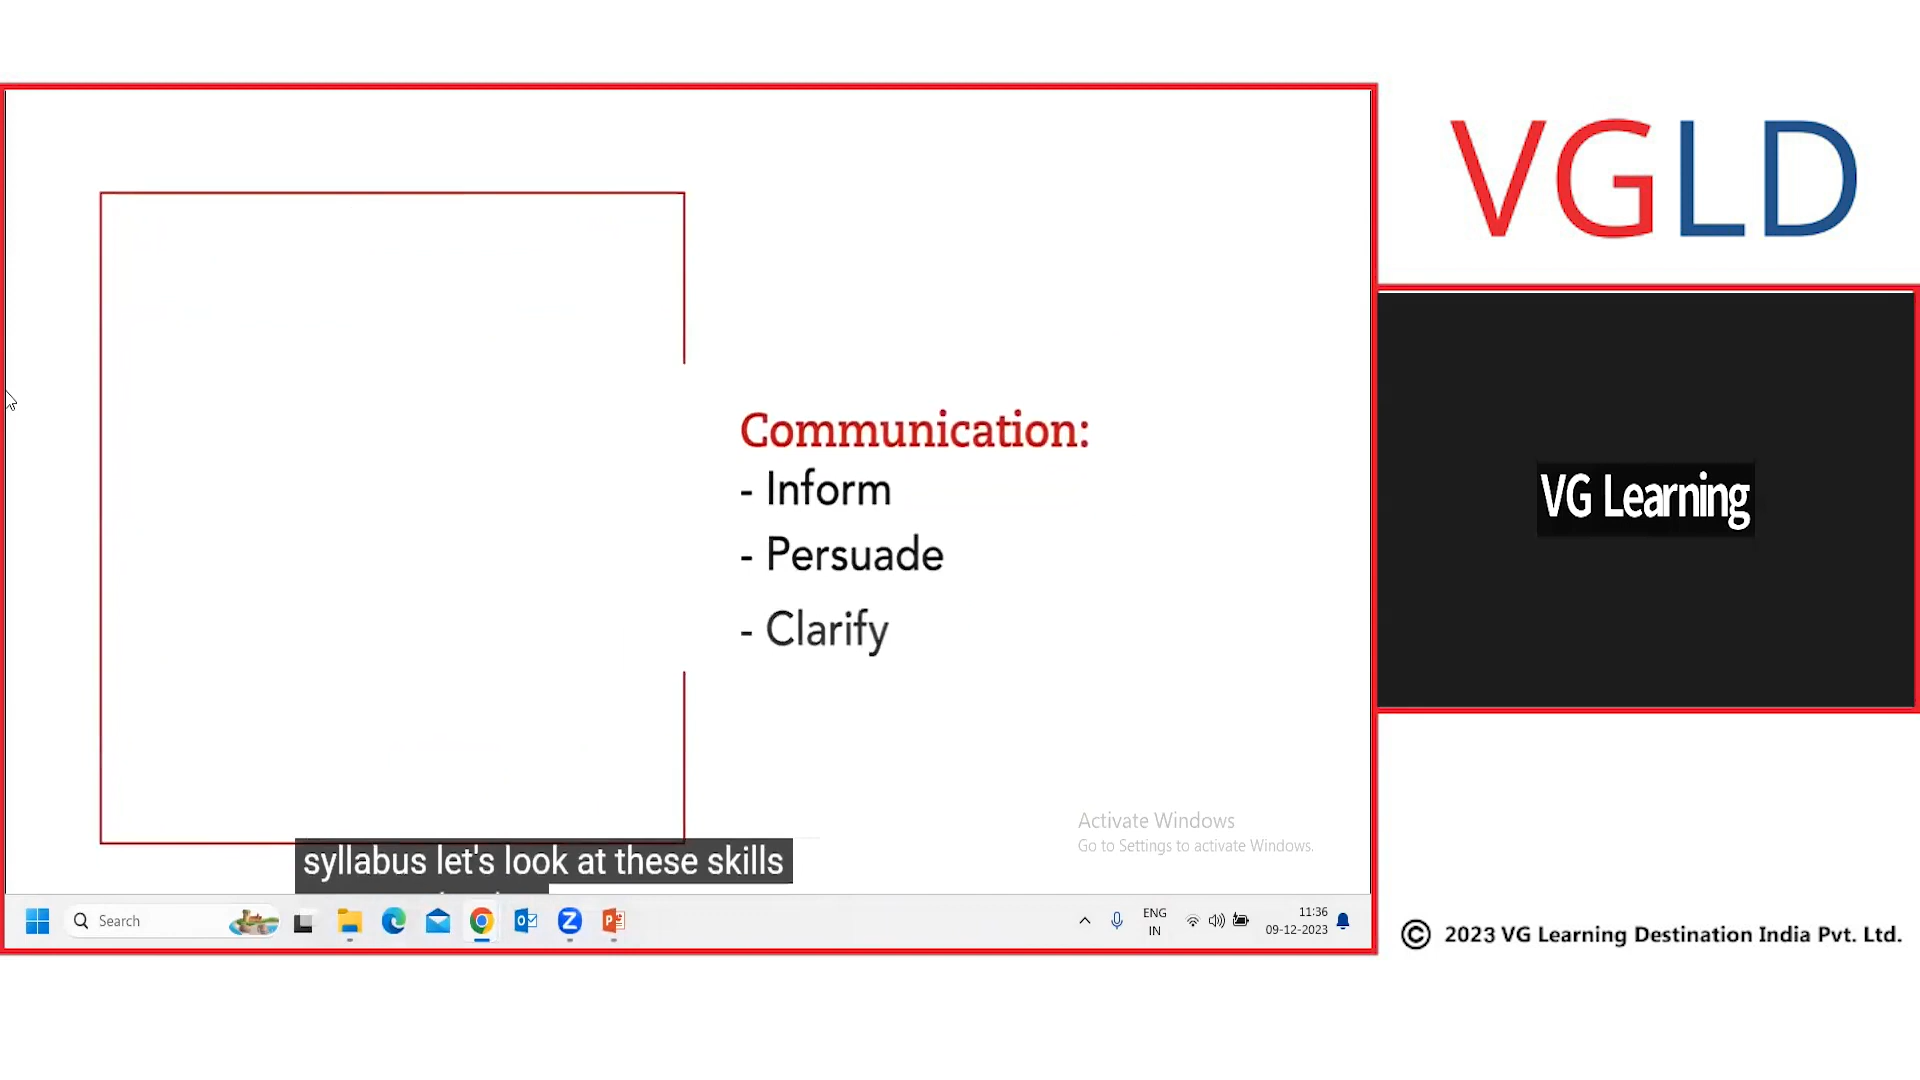 VGLD
Communication:
- Inform
- Persuade
- Clarify
VG Learning
Activate Windows
Go to Settings to activate Windows.
syllabus let's look at these skills
Search
ENG
IN
11:36
09-12-2023
© 2023 VG Learning Destination India Pvt. Ltd.